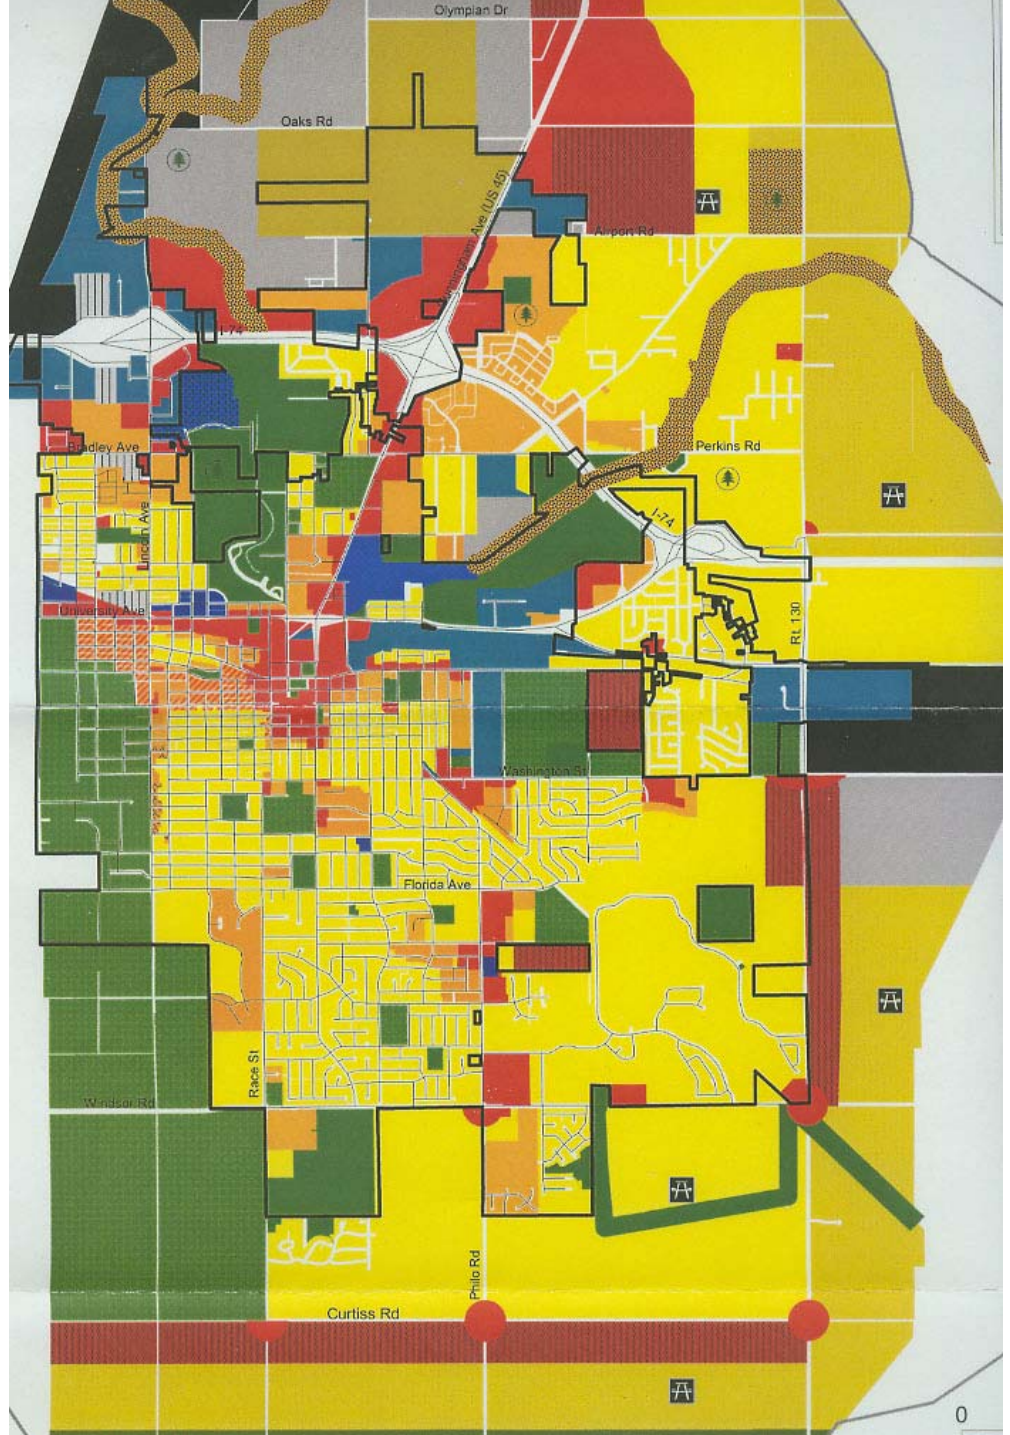 Olympian Dr
Oaks Rd
Cunningham Ave (US 45)
Airport Rd
I-74
Bradley Ave
Perkins Rd
Lincoln Ave
I-74
University Ave
Rt. 130
Washington St
Florida Ave
Race St
Windsor Rd
Philo Rd
Curtiss Rd
0